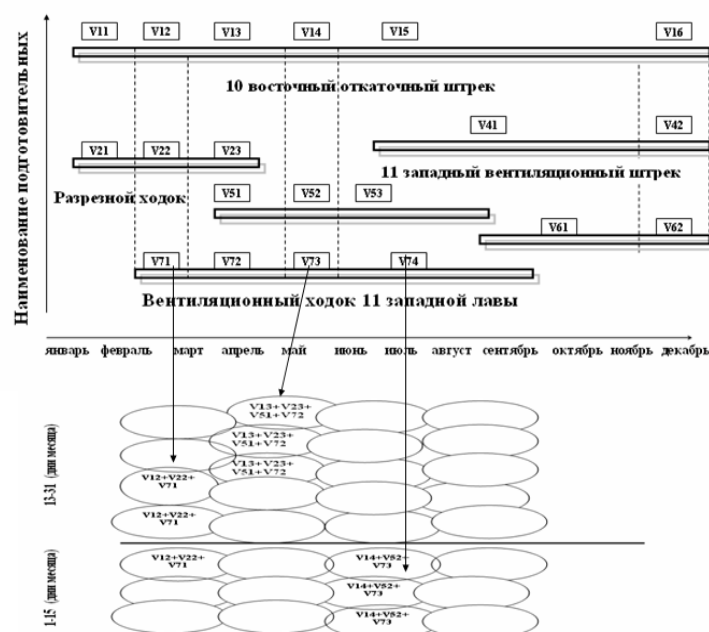 Наименование подготовительных
V11 V12 V13 V14 V15 V16
10 восточный откаточный штрек
V41 V42
V21 V22 V23
11 западный вентиляционный штрек
Разрезной ходок
V51 V52 V53
V61 V62
V71 V72 V73 V74
Вентиляционный ходок 11 западной лавы
январь февраль март апрель май июнь июль август сентябрь октябрь ноябрь декабрь
13-31 (дни месяца)
V13+V23+
V51+V72
V13+V23+
V51+V72
V13+V23+
V51+V72
V12+V22+
V71
V12+V22+
V71
1-15 (дни месяца)
V12+V22+
V71
V14+V52+
V73
V14+V52+
V73
V14+V52+
V73